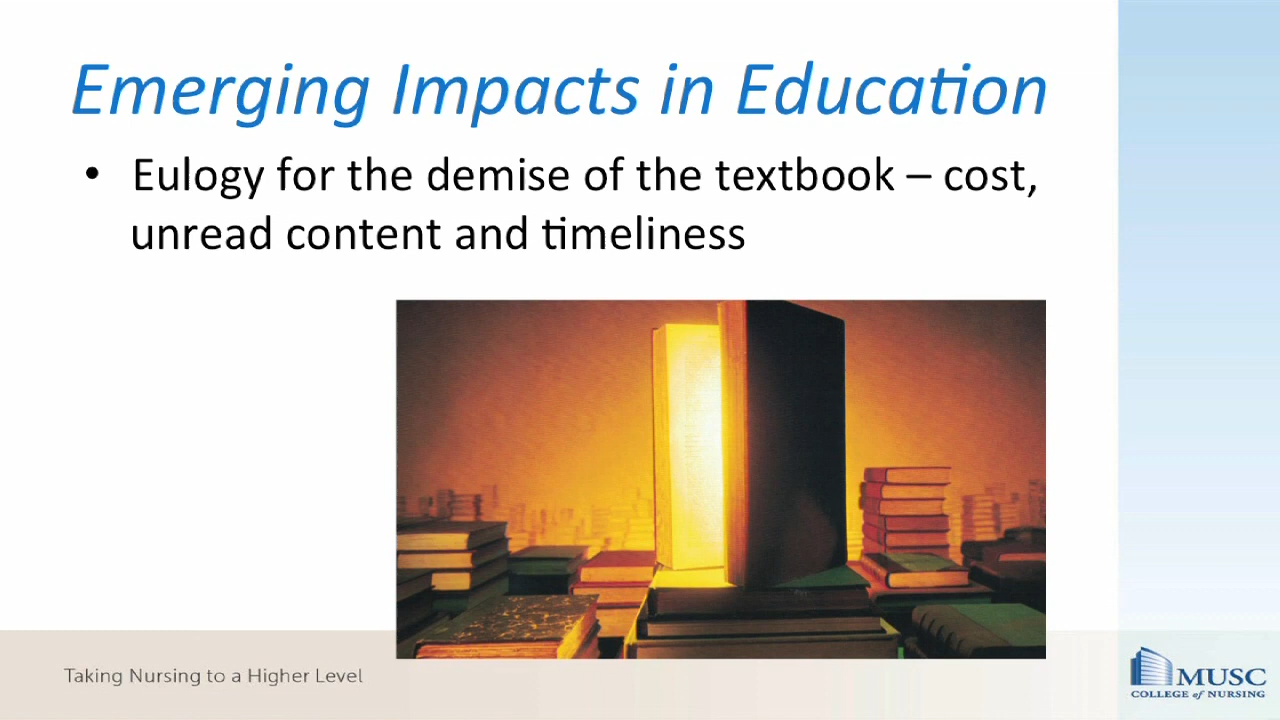 Emerging Impacts in Education
• Eulogy for the demise of the textbook – cost,
unread content and timeliness
Taking Nursing to a Higher Level
MUSC
COLLEGE of NURSING